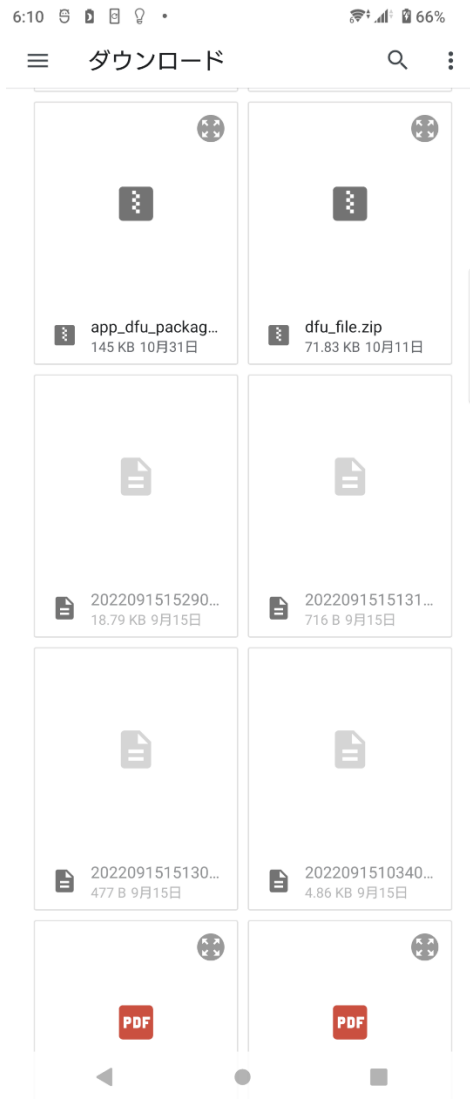 6:10 66%
ダウンロード
app_dfu_packag...
145 KB 10月31日
dfu_file.zip
71.83 KB 10月11日
2022091515290...
18.79 KB 9月15日
2022091515131...
716 B 9月15日
2022091515130...
477 B 9月15日
2022091510340...
4.86 KB 9月15日
PDF
PDF